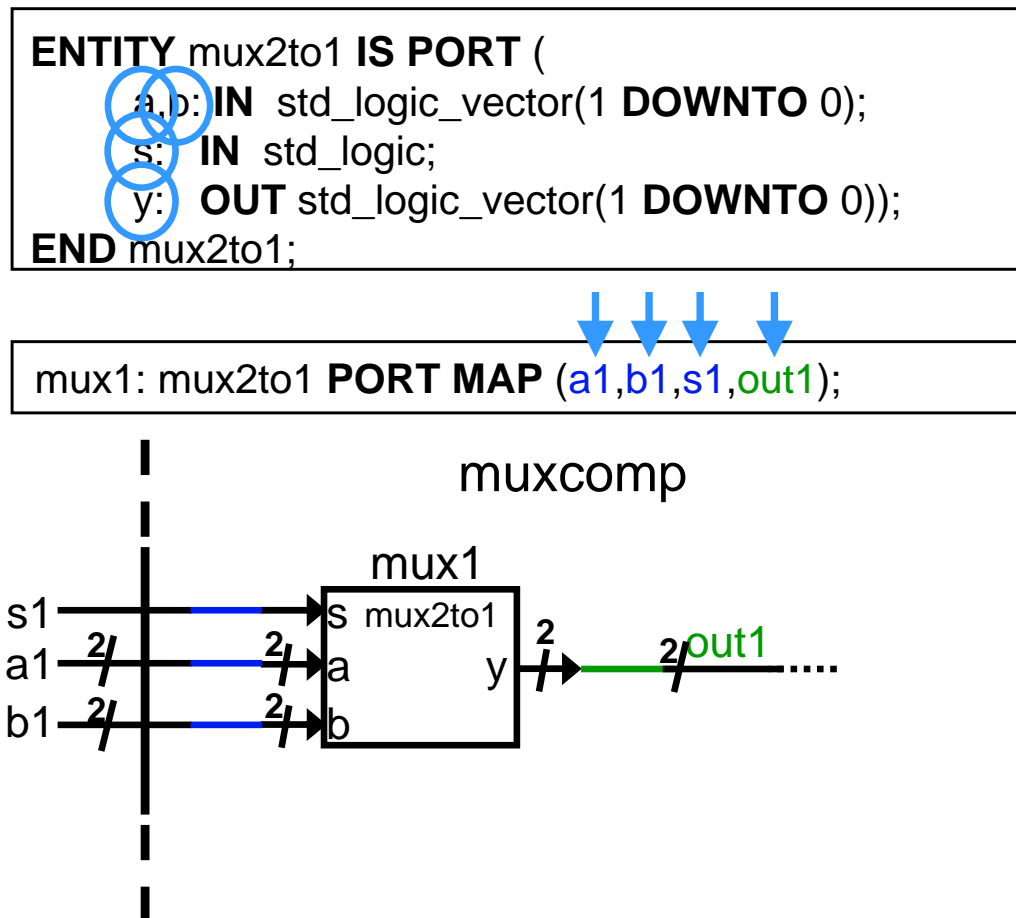 ENTITY mux2to1 IS PORT (
a,b: IN std_logic_vector(1 DOWNTO 0);
s: IN std_logic;
y: OUT std_logic_vector(1 DOWNTO 0));
END mux2to1;
mux1: mux2to1 PORT MAP (a1,b1,s1,out1);
muxcomp
mux1
s1 s mux2to1
2 out1
a1 2 2 a y 2
b1 2 2 b